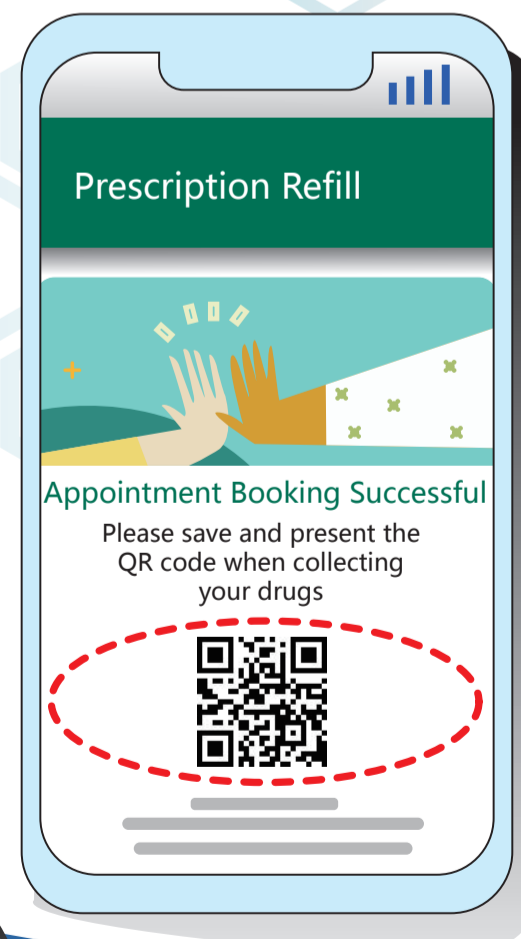 Prescription Refill
Appointment Booking Successful
Please save and present the
QR code when collecting
your drugs